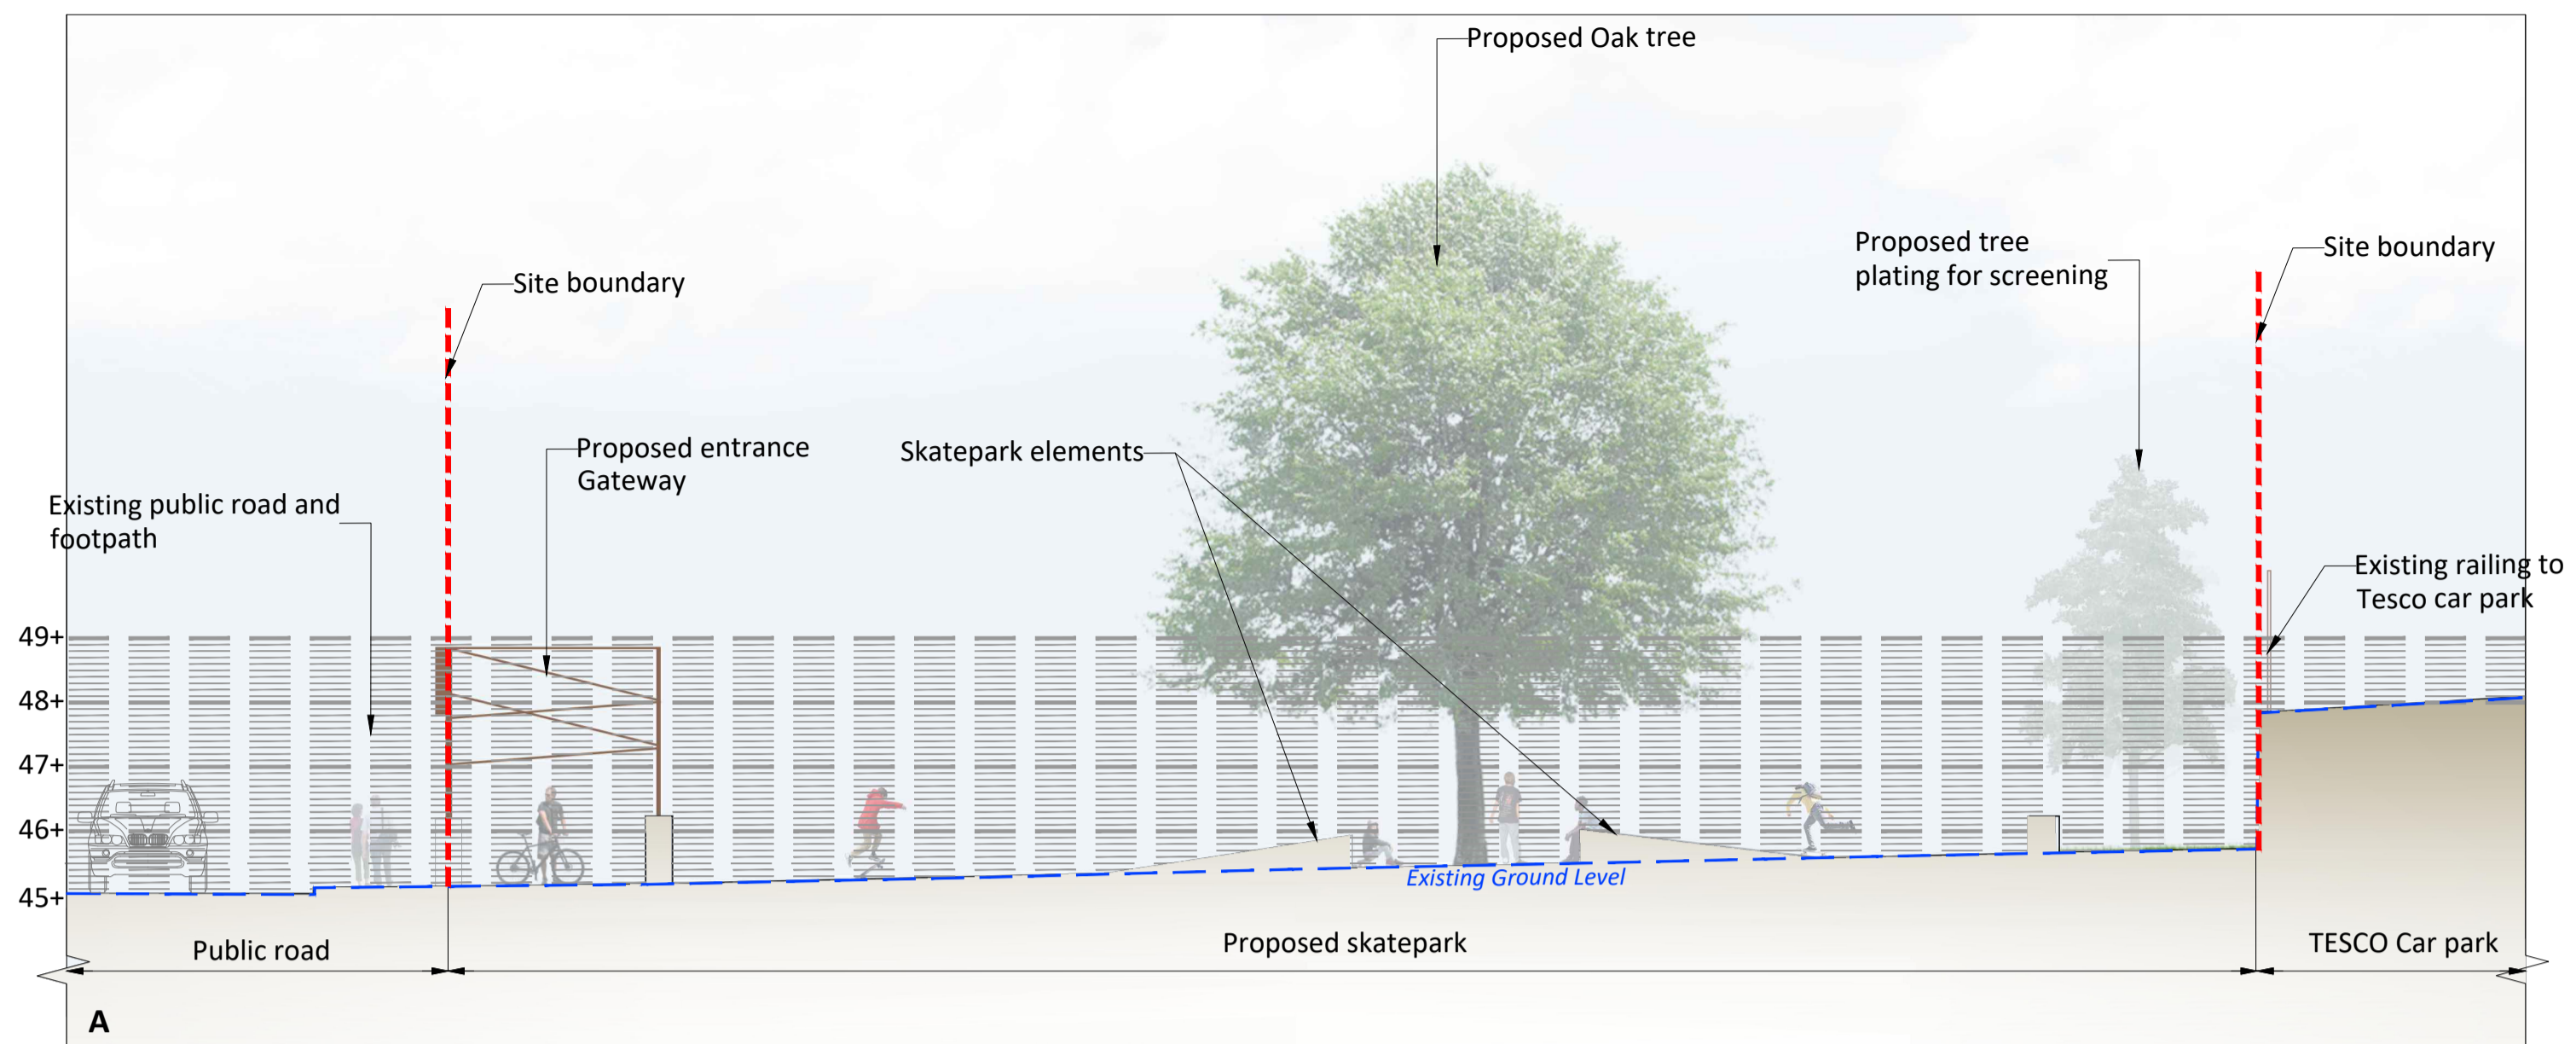 Proposed Oak tree
Proposed tree
plating for screening
Site boundary
Site boundary
Proposed entrance
Gateway
Skatepark elements
Existing public road and
footpath
Existing railing to
Tesco car park
49+
48+
47+
46+
45+
Existing Ground Level
Public road
Proposed skatepark
TESCO Car park
A